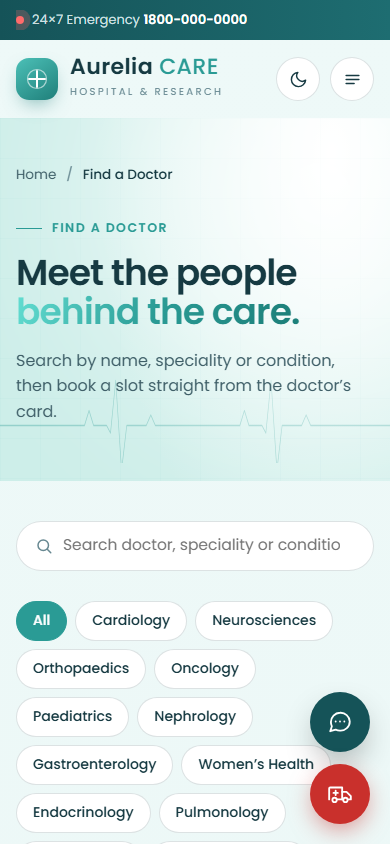 24×7 Emergency 1800-000-0000
Aurelia CARE
HOSPITAL & RESEARCH
Home / Find a Doctor
FIND A DOCTOR
Meet the people
behind the care.
Search by name, speciality or condition,
then book a slot straight from the doctor’s
card.
Search doctor, speciality or conditio
All Cardiology Neurosciences
Orthopaedics Oncology
Paediatrics Nephrology
Gastroenterology Women’s Health
Endocrinology Pulmonology